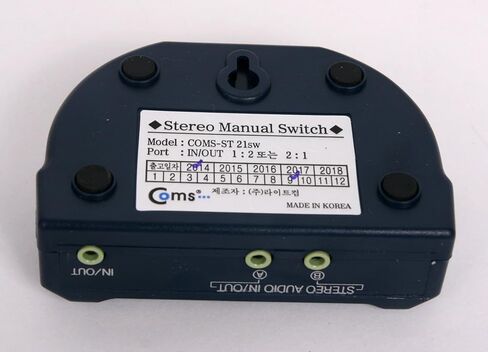 ◆Stereo Manual Switch◆
Model : COMS-ST 21sw
Port : IN/OUT 1 : 2 또는 2 : 1
출고일자 2014 2015 2016 2017 2018
1 2 3 4 5 6 7 8 9 10 11 12
Coms® 제조자 : (주)라이트컴
MADE IN KOREA
IN/OUT
A
B
STEREO AUDIO IN/OUT